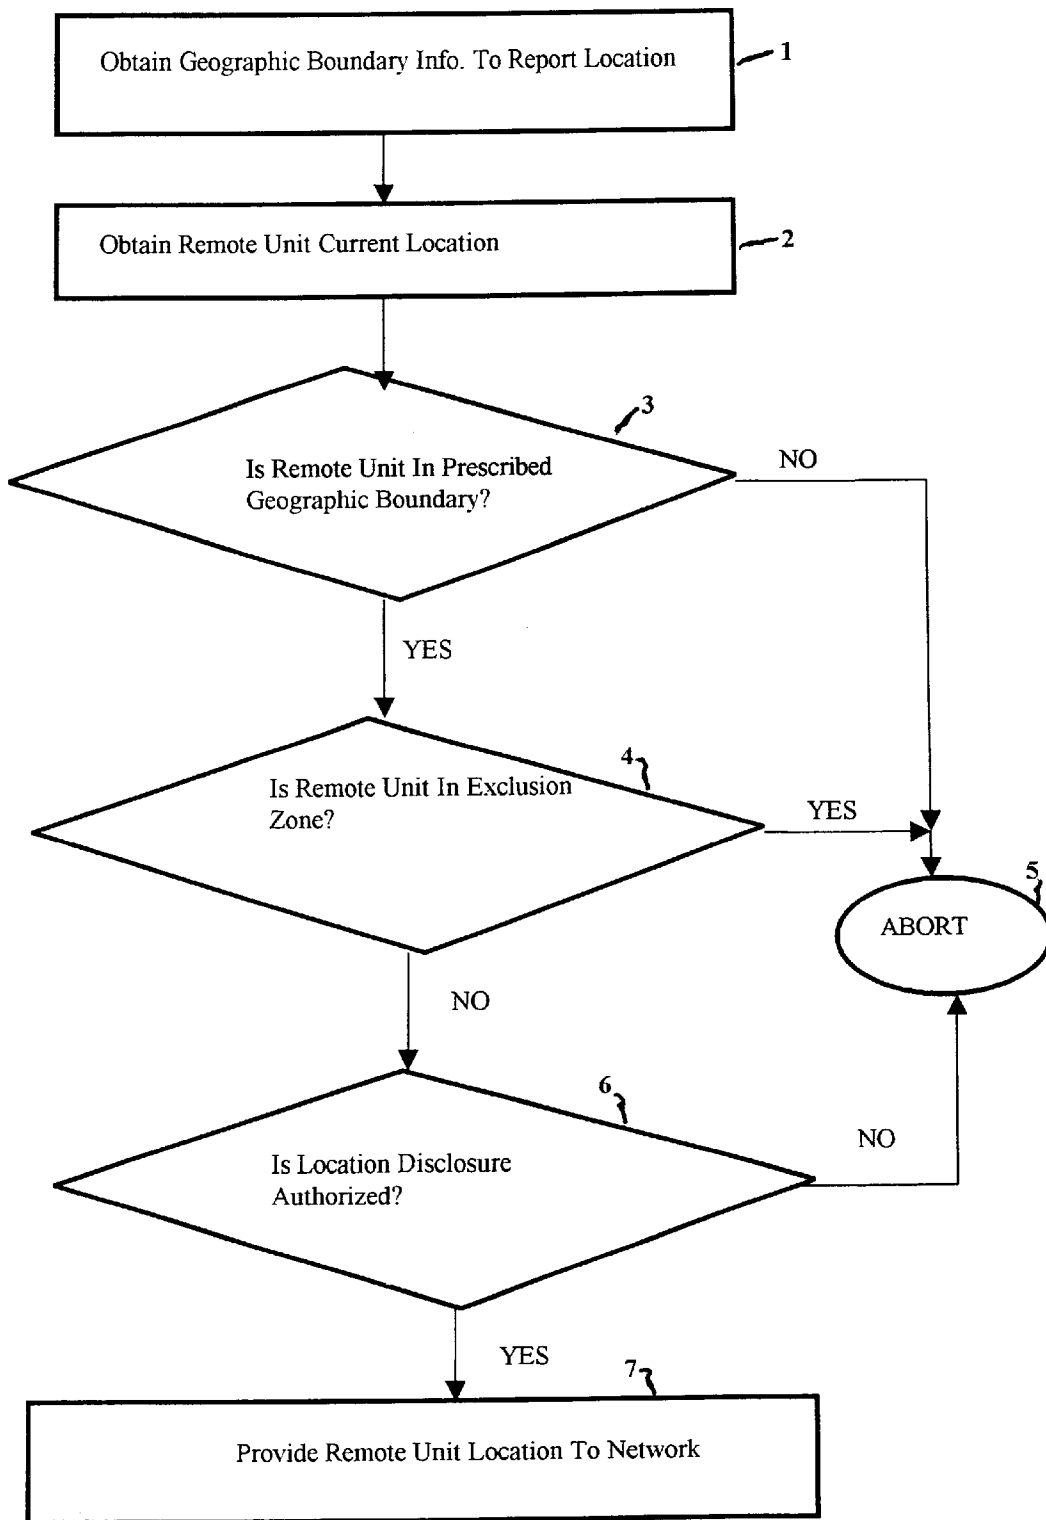 Obtain Geographic Boundary Info. To Report Location
1
Obtain Remote Unit Current Location
2
3
Is Remote Unit In Prescribed
Geographic Boundary?
NO
YES
4
Is Remote Unit In Exclusion
Zone?
YES
5
ABORT
NO
6
Is Location Disclosure
Authorized?
NO
YES
7
Provide Remote Unit Location To Network